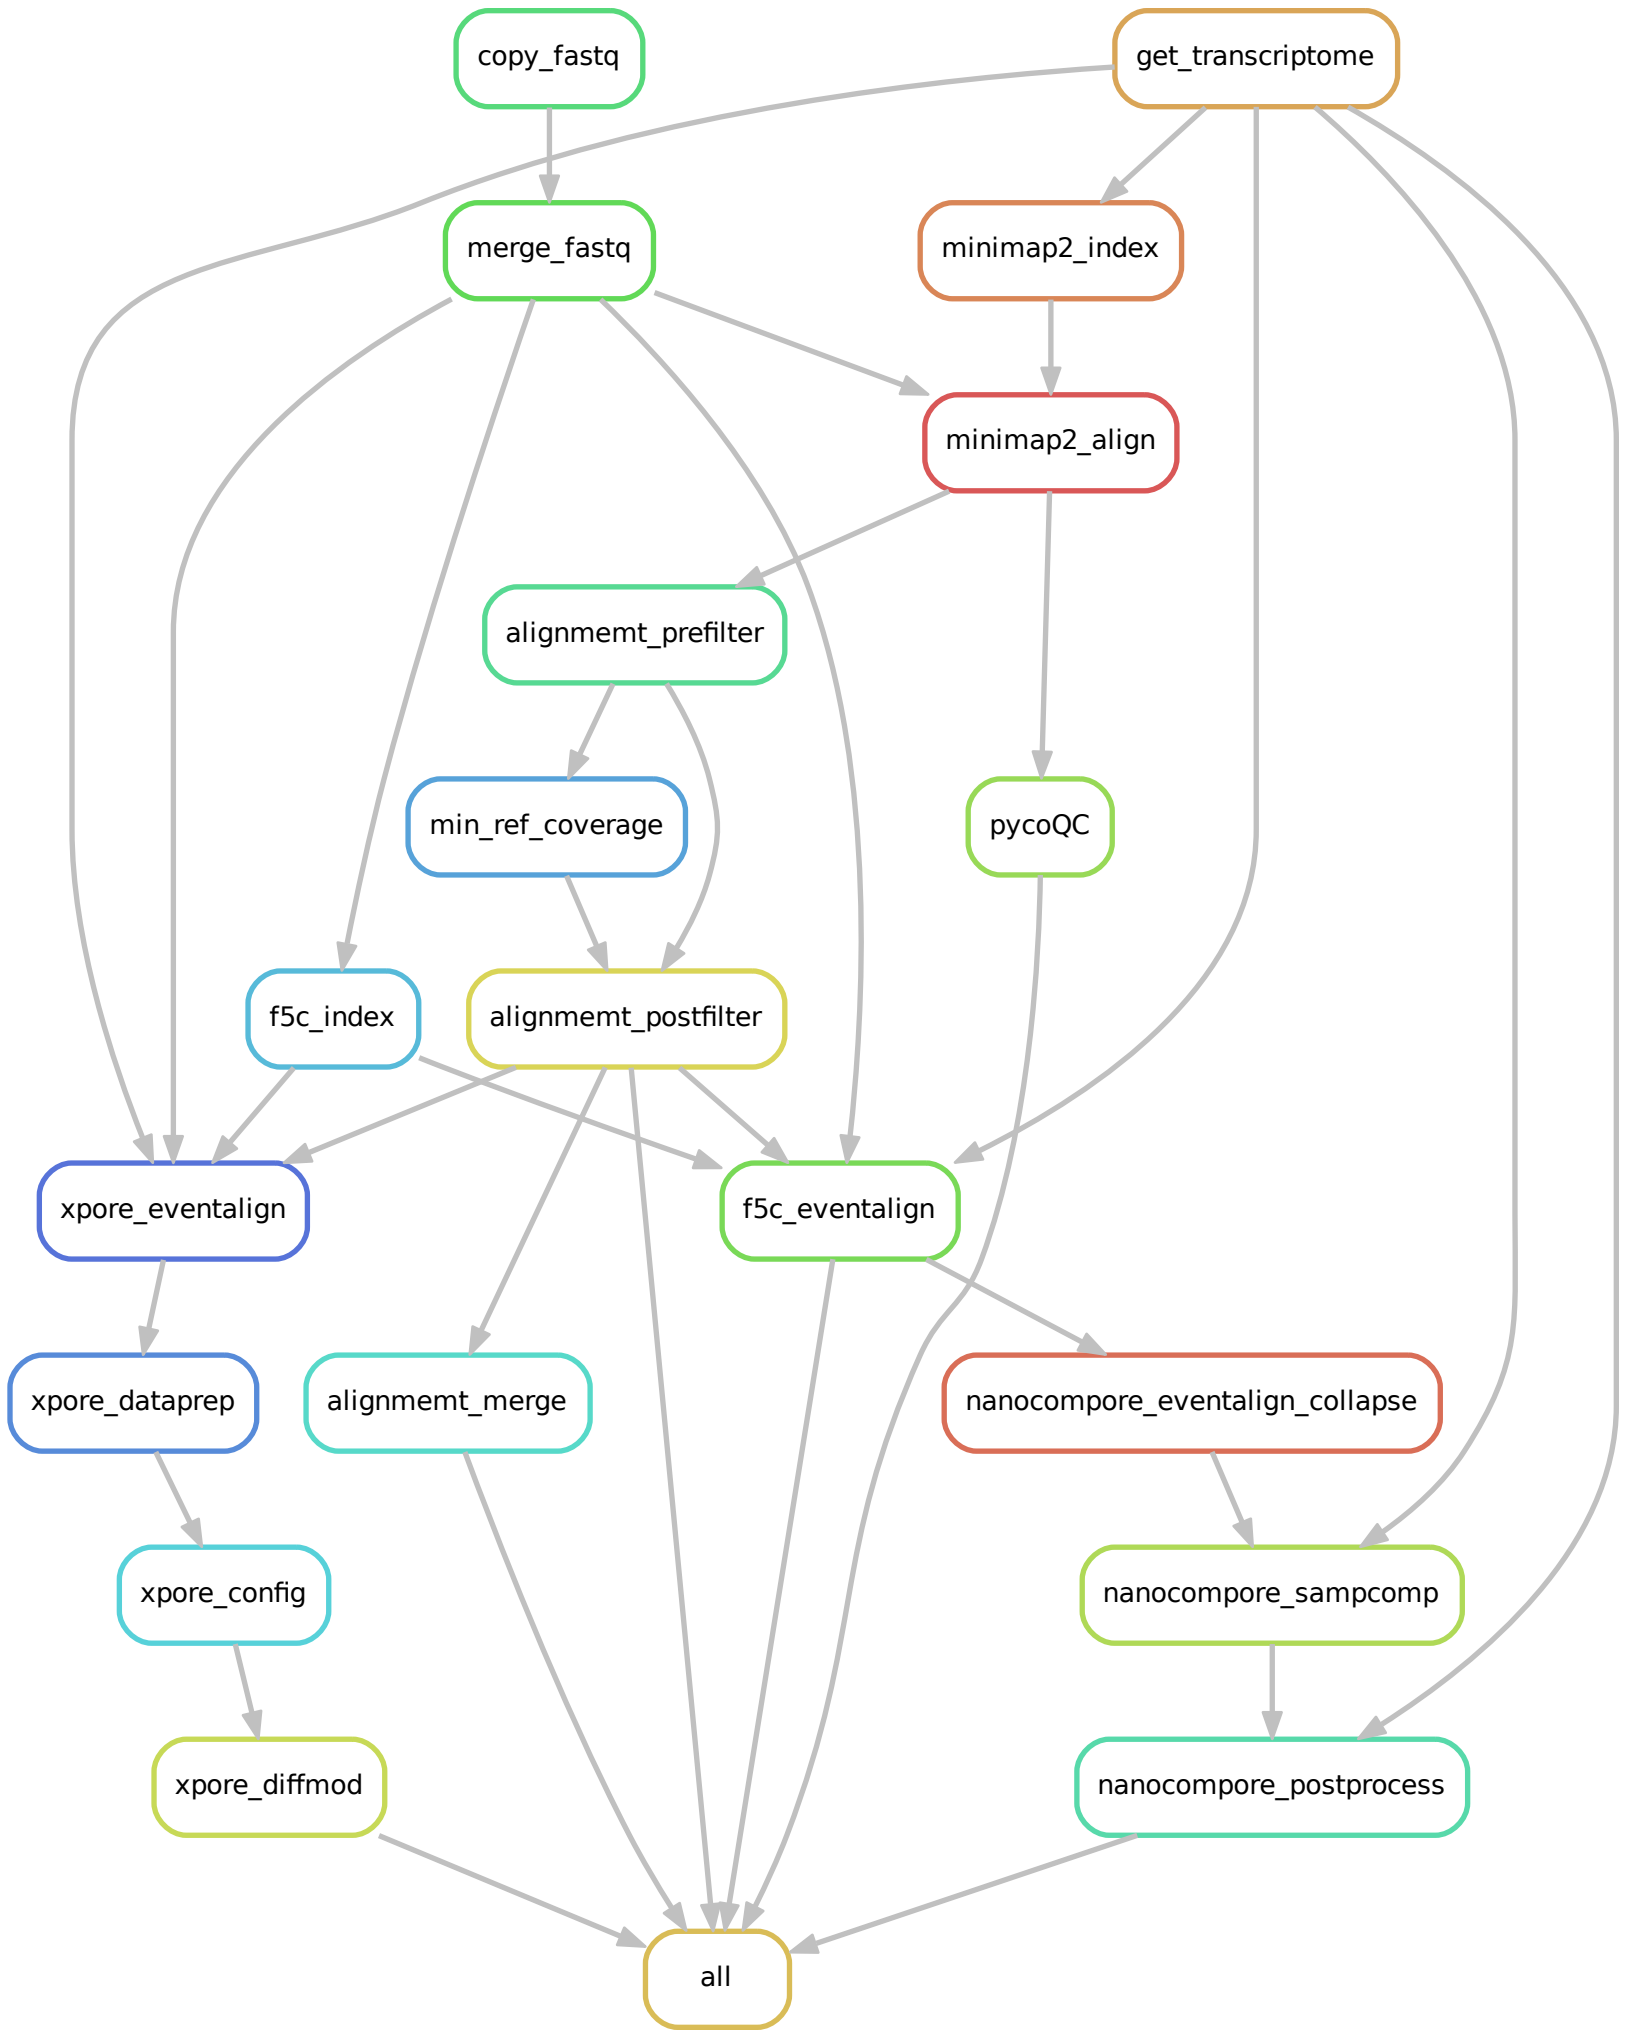 copy_fastq
get_transcriptome
merge_fastq
minimap2_index
minimap2_align
alignmemt_prefilter
min_ref_coverage
pycoQC
f5c_index
alignmemt_postfilter
xpore_eventalign
f5c_eventalign
xpore_dataprep
alignmemt_merge
nanocompore_eventalign_collapse
xpore_config
nanocompore_sampcomp
xpore_diffmod
nanocompore_postprocess
all